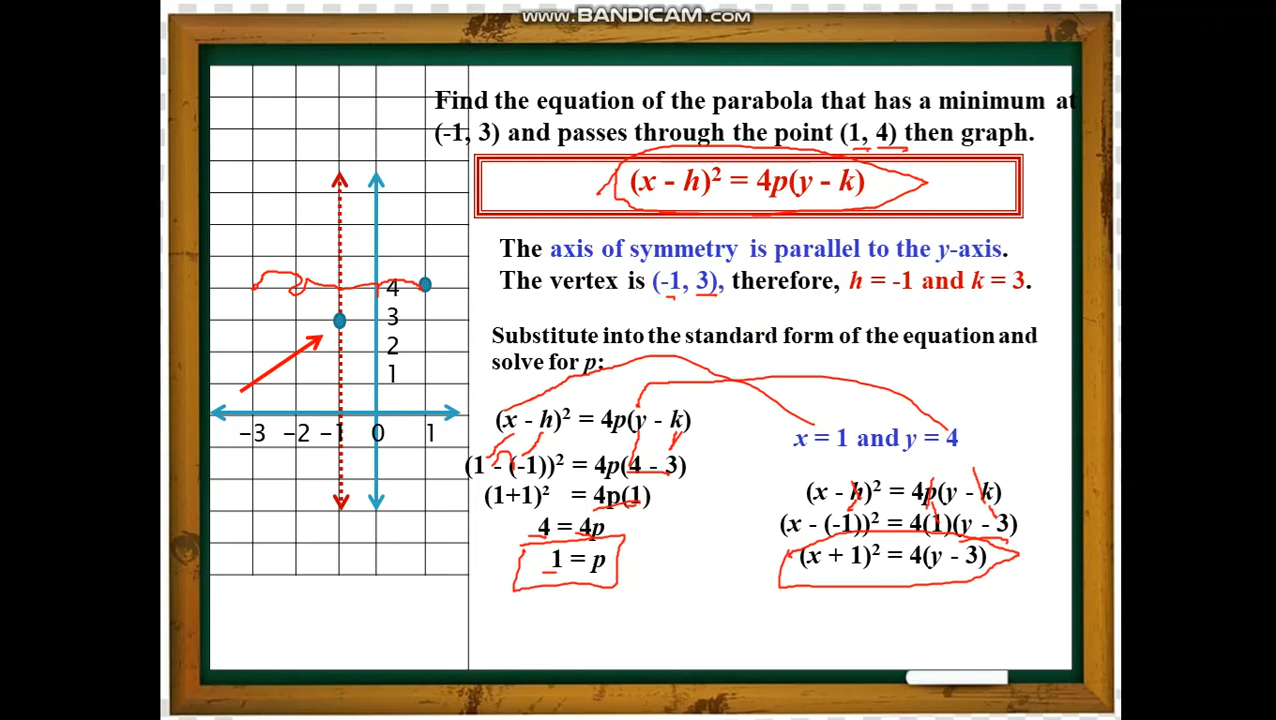 www.BANDICAM.com
Find the equation of the parabola that has a minimum at
(-1, 3) and passes through the point (1, 4) then graph.
(x - h)² = 4p(y - k)
The axis of symmetry is parallel to the y-axis.
The vertex is (-1, 3), therefore, h = -1 and k = 3.
Substitute into the standard form of the equation and
solve for p:
(x - h)² = 4p(y - k)
(1 - (-1))² = 4p(4 - 3)
(1+1)² = 4p(1)
4 = 4p
1 = p
x = 1 and y = 4
(x - h)² = 4p(y - k)
(x - (-1))² = 4(1)(y - 3)
(x + 1)² = 4(y - 3)
4
3
2
1
−3 −2 −1 0 1